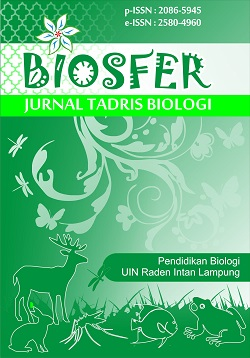 p-ISSN : 2086-5945
e-ISSN : 2580-4960
BIOSFER
JURNAL TADRIS BIOLOGI
Pendidikan Biologi
UIN Raden Intan Lampung